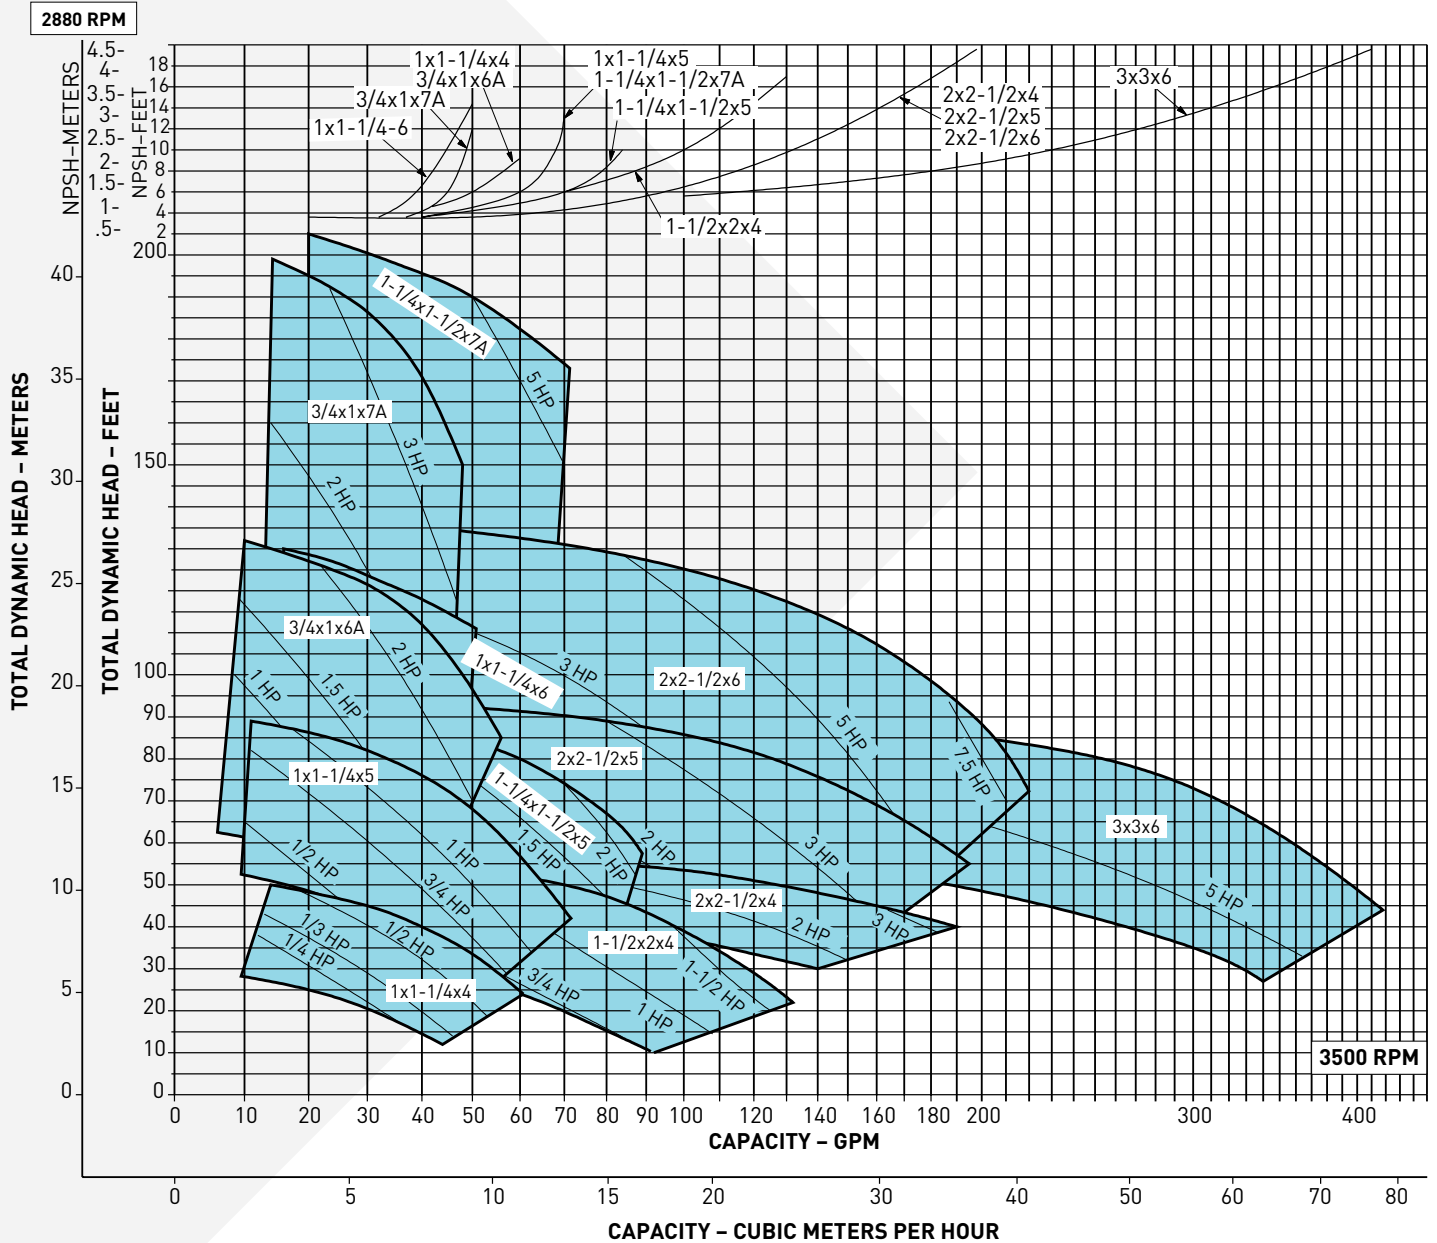 2880 RPM
NPSH-METERS
4.5-
4-
3.5-
3-
2.5-
2-
1.5-
1-
.5-
NPSH-FEET
18
16
14
12
10
8
6
4
2
1x1-1/4x4
3/4x1x6A
3/4x1x7A
1x1-1/4-6
1x1-1/4x5
1-1/4x1-1/2x7A
1-1/4x1-1/2x5
2x2-1/2x4
2x2-1/2x5
2x2-1/2x6
3x3x6
1-1/2x2x4
TOTAL DYNAMIC HEAD – METERS
40
35
30
25
20
15
10
5
0
TOTAL DYNAMIC HEAD – FEET
200
150
100
90
80
70
60
50
40
30
20
10
0
1-1/4x1-1/2x7A
5 HP
3/4x1x7A
3 HP
2 HP
3/4x1x6A
2 HP
1 HP
1.5 HP
1x1-1/4x6
3 HP
2x2-1/2x6
5 HP
7.5 HP
2x2-1/2x5
1x1-1/4x5
1-1/4x1-1/2x5
1.5 HP
2 HP
2 HP
3 HP
3x3x6
5 HP
1/2 HP
1 HP
3/4 HP
2x2-1/2x4
2 HP
3 HP
1/3 HP
1/4 HP
1/2 HP
1x1-1/4x4
1-1/2x2x4
3/4 HP
1-1/2 HP
1 HP
3500 RPM
0 10 20 30 40 50 60 70 80 90 100 120 140 160 180 200 300 400
CAPACITY – GPM
0 5 10 15 20 30 40 50 60 70 80
CAPACITY – CUBIC METERS PER HOUR